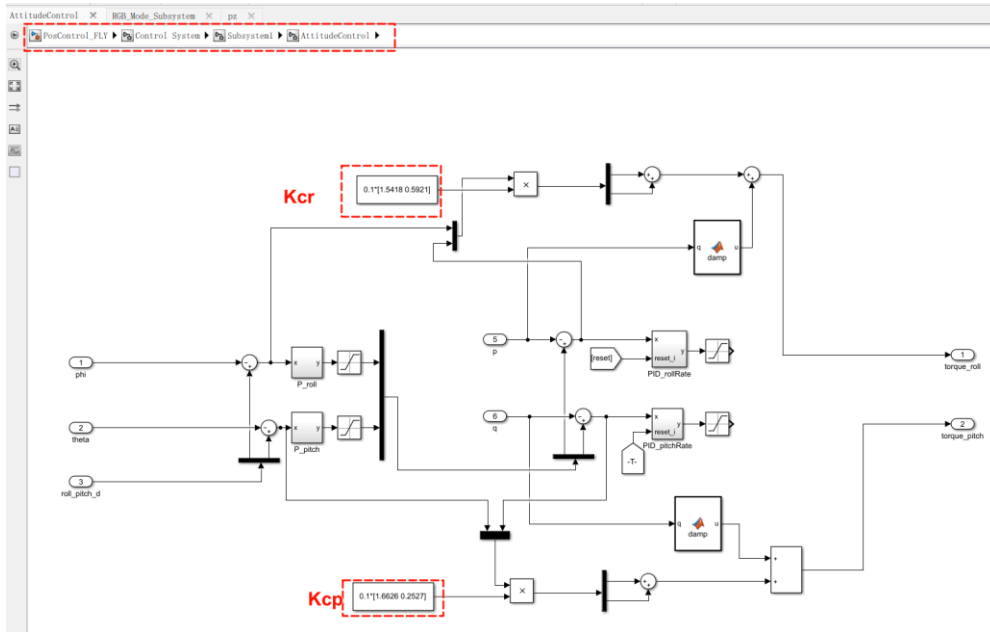 AttitudeControl × RGB_Mode_Subsystem × pz ×
PosControl_FLY Control System Subsystem1 AttitudeControl
Kcr
0.1*[1.5418 0.5921]
×
q u
damp
1
phi
x y
P_roll
5
p
[reset]
x
reset_i
y
PID_rollRate
1
torque_roll
2
theta
x y
P_pitch
6
q
x
reset_i
y
PID_pitchRate
-T-
2
torque_pitch
3
roll_pitch_d
q u
damp
Kcp
0.1*[1.6626 0.2527]
×